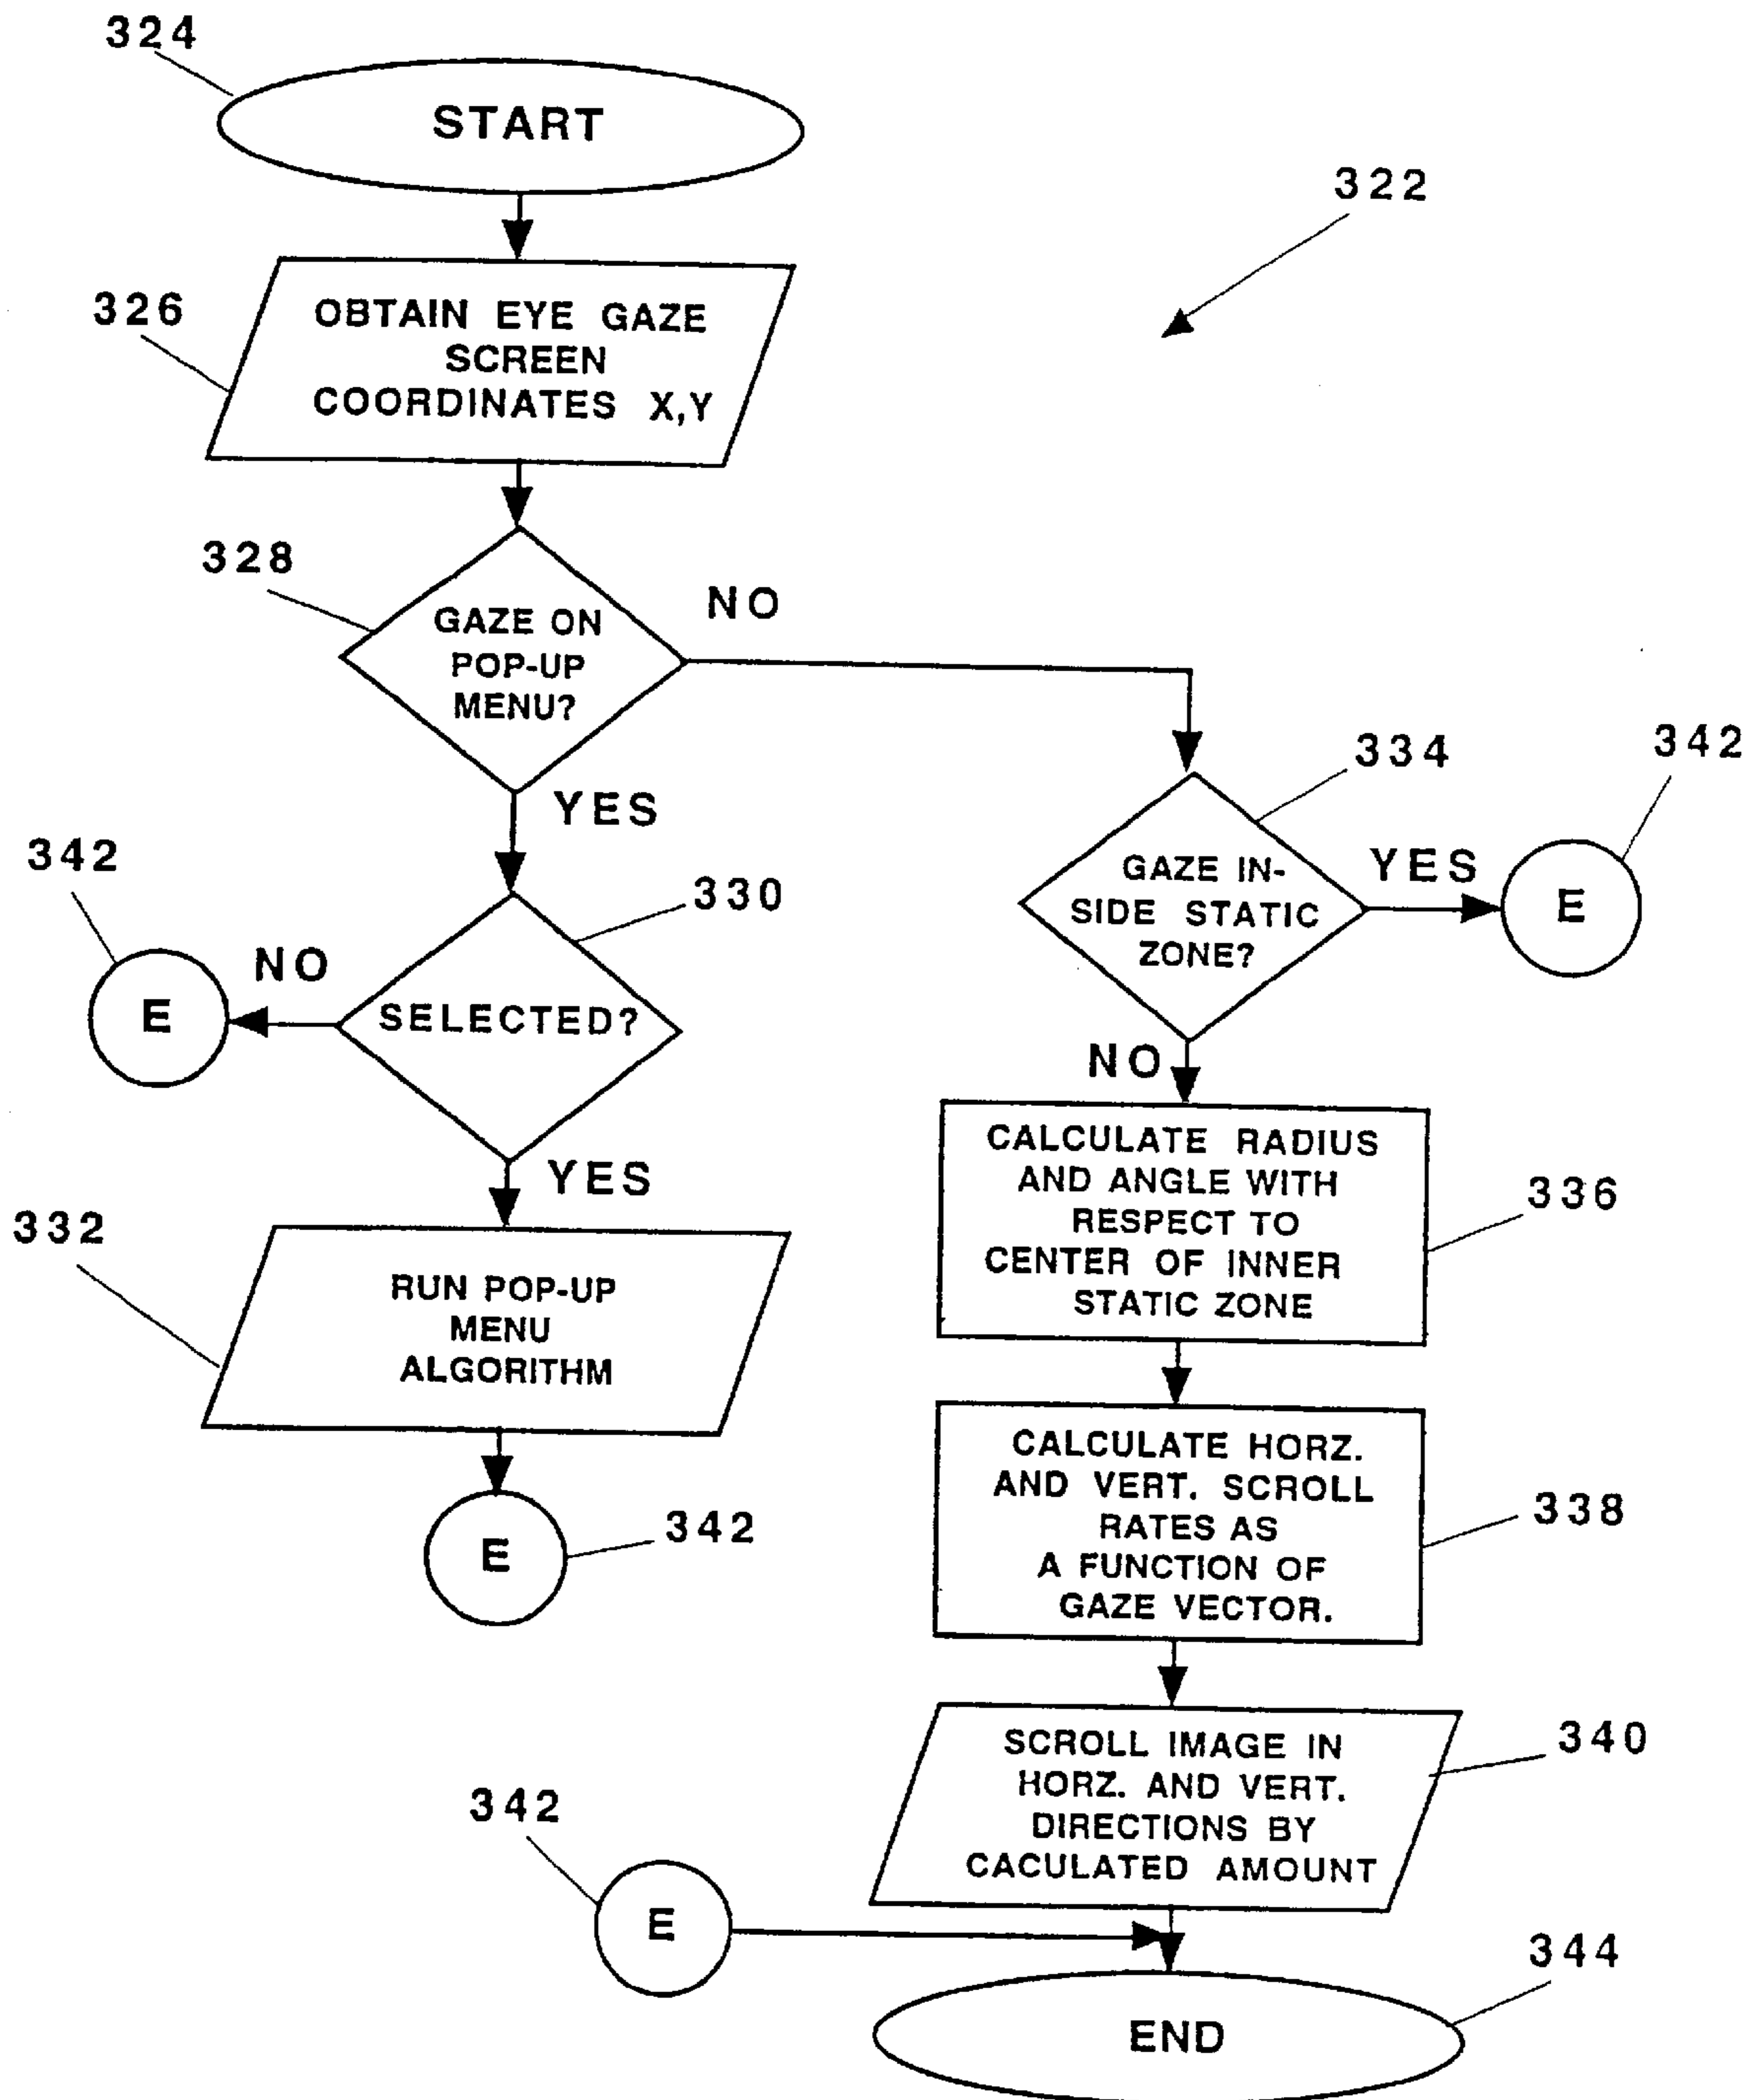 324
START
322
326
OBTAIN EYE GAZE
SCREEN
COORDINATES X,Y
328
GAZE ON
POP-UP
MENU?
NO
YES
334
342
GAZE IN-
SIDE STATIC
ZONE?
YES
E
342
330
NO
E
SELECTED?
NO
YES
CALCULATE RADIUS
AND ANGLE WITH
RESPECT TO
CENTER OF INNER
STATIC ZONE
336
332
RUN POP-UP
MENU
ALGORITHM
CALCULATE HORZ.
AND VERT. SCROLL
RATES AS
A FUNCTION OF
GAZE VECTOR.
338
E
342
SCROLL IMAGE IN
HORZ. AND VERT.
DIRECTIONS BY
CACULATED AMOUNT
340
342
E
344
END